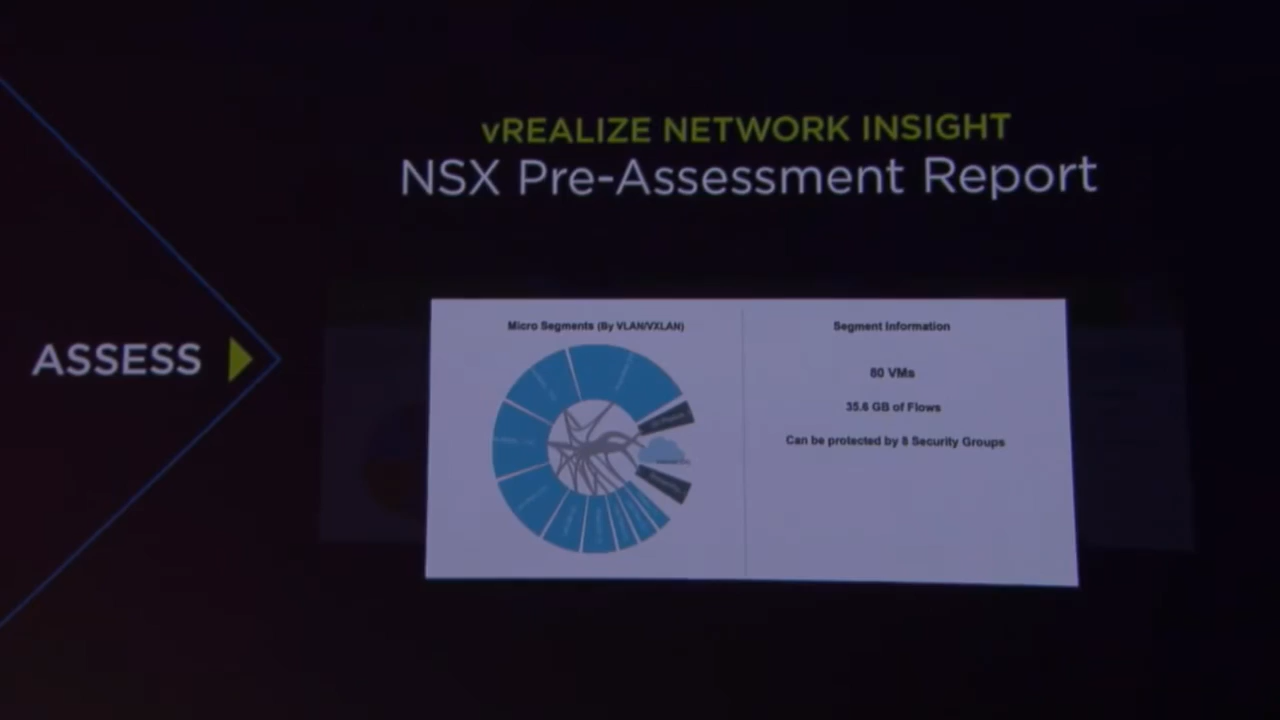 vREALIZE NETWORK INSIGHT
NSX Pre-Assessment Report
ASSESS
Micro Segments (By VLAN/VXLAN)
Segment Information
80 VMs
35.6 GB of Flows
Can be protected by 8 Security Groups